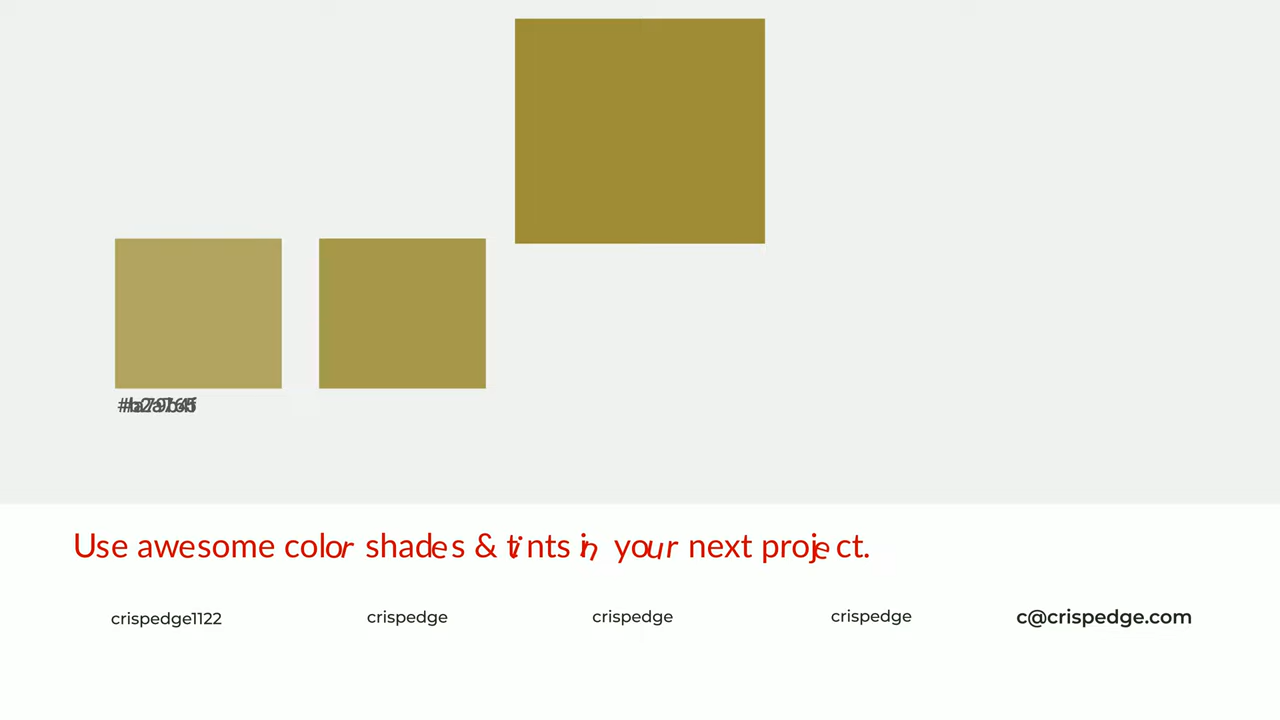 Use awesome color shades & tints in your next project.
crispedge1122 crispedge crispedge crispedge c@crispedge.com